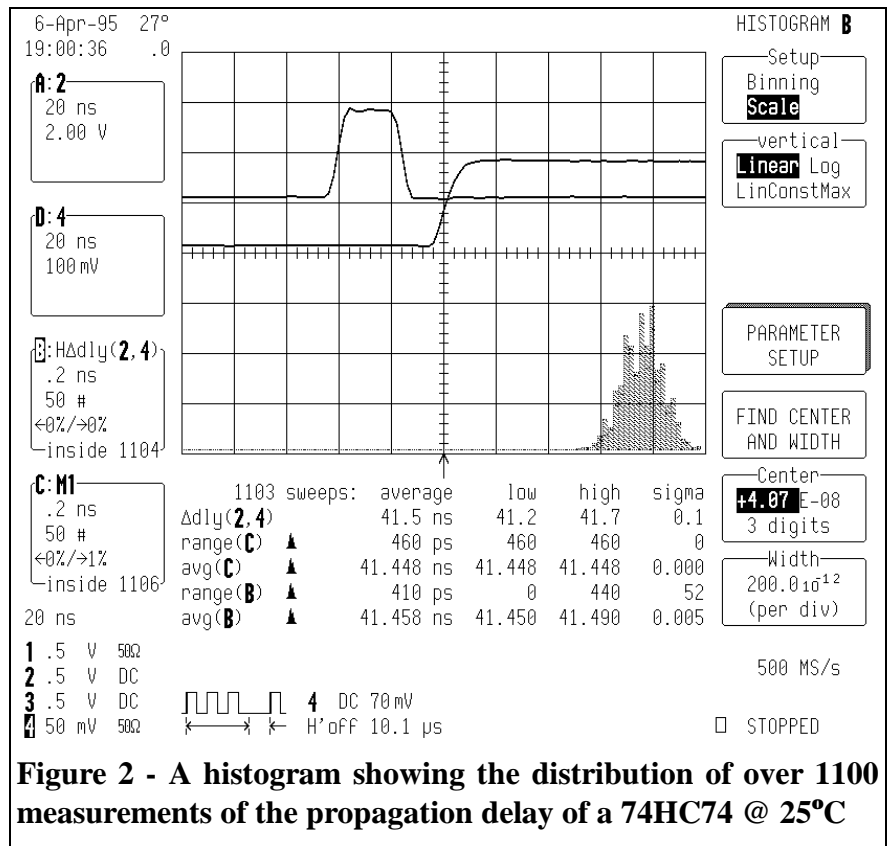 6-Apr-95 27°
19:00:36 .0
A:2
20 ns
2.00 V
D:4
20 ns
100 mV
B:HΔdly(2,4)
.2 ns
50 #
←0%/→0%
inside 1104
C:M1
.2 ns
50 #
←0%/→1%
inside 1106
20 ns
1 .5 V 50Ω
2 .5 V DC
3 .5 V DC
4 50 mV 50Ω
1103 sweeps: average low high sigma
Δdly(2,4) 41.5 ns 41.2 41.7 0.1
range(C) 460 ps 460 460 0
avg(C) 41.448 ns 41.448 41.448 0.000
range(B) 410 ps 0 440 52
avg(B) 41.458 ns 41.450 41.490 0.005
4 DC 70 mV
H'off 10.1 µs
HISTOGRAM B
Setup
Binning
Scale
vertical
Linear Log
LinConstMax
PARAMETER
SETUP
FIND CENTER
AND WIDTH
Center
+4.07 E-08
3 digits
Width
200.0 10⁻¹²
(per div)
500 MS/s
□ STOPPED
Figure 2 - A histogram showing the distribution of over 1100
measurements of the propagation delay of a 74HC74 @ 25°C